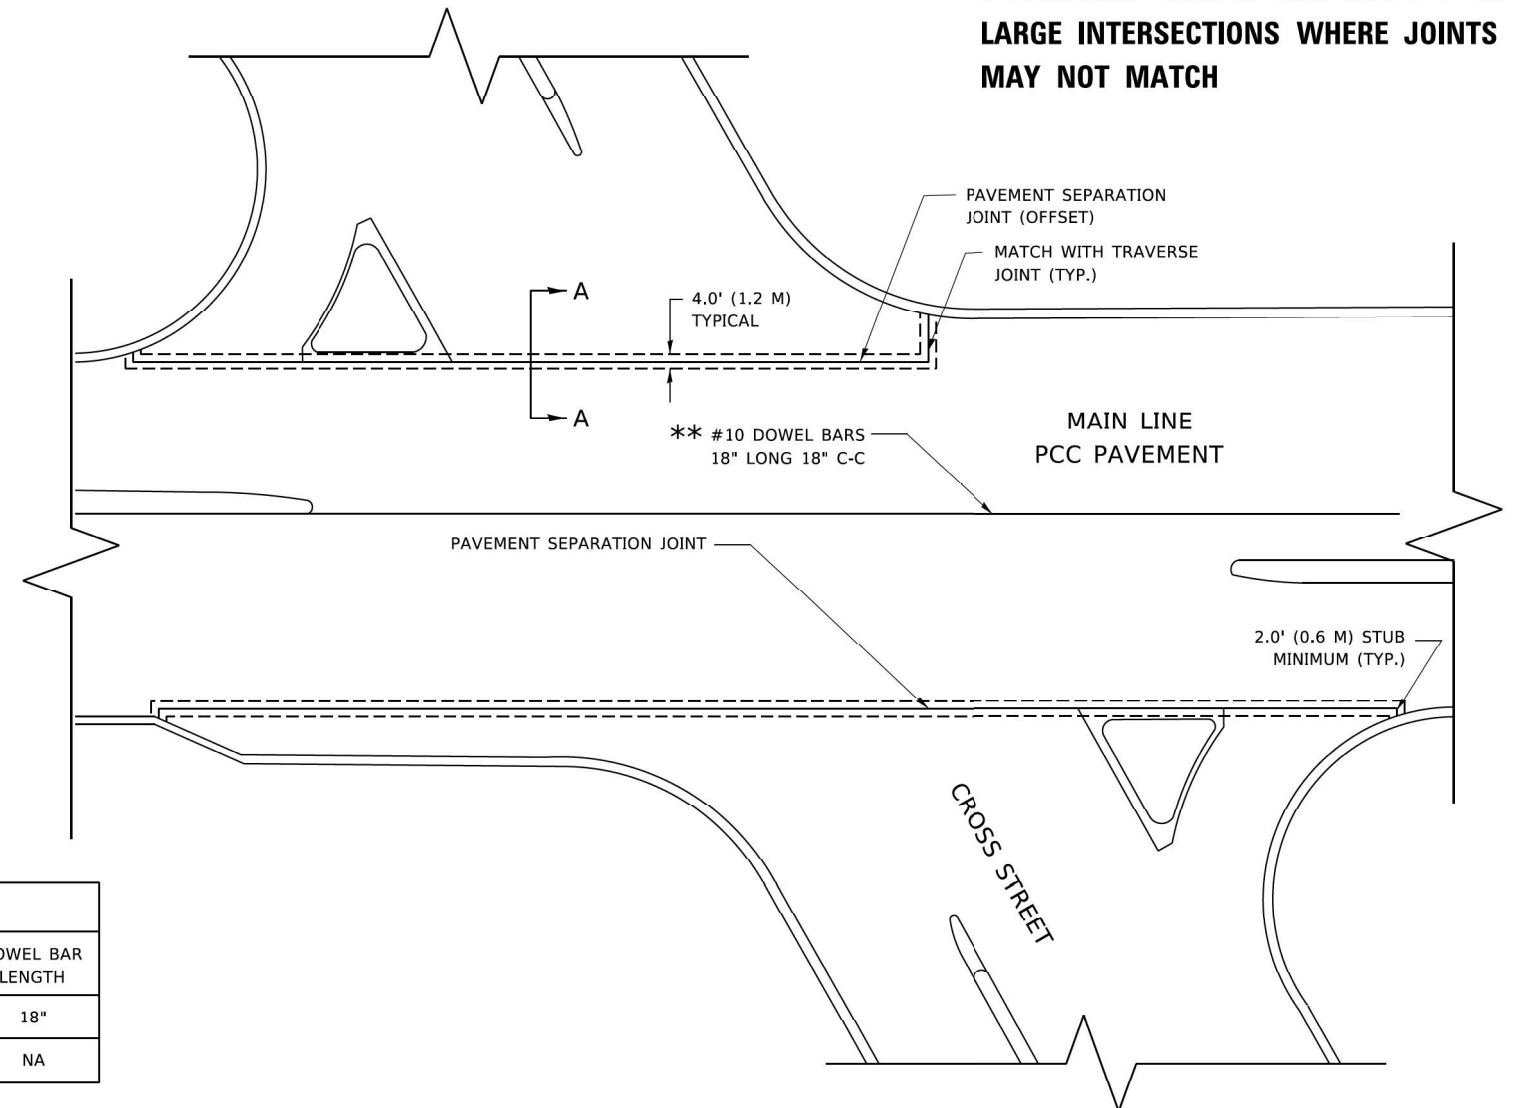 LARGE INTERSECTIONS WHERE JOINTS
MAY NOT MATCH
PAVEMENT SEPARATION
JOINT (OFFSET)
MATCH WITH TRAVERSE
JOINT (TYP.)
A
4.0' (1.2 M)
TYPICAL
A
** #10 DOWEL BARS
18" LONG 18" C-C
MAIN LINE
PCC PAVEMENT
PAVEMENT SEPARATION JOINT
2.0' (0.6 M) STUB
MINIMUM (TYP.)
CROSS STREET
OWEL BAR
LENGTH
18"
NA